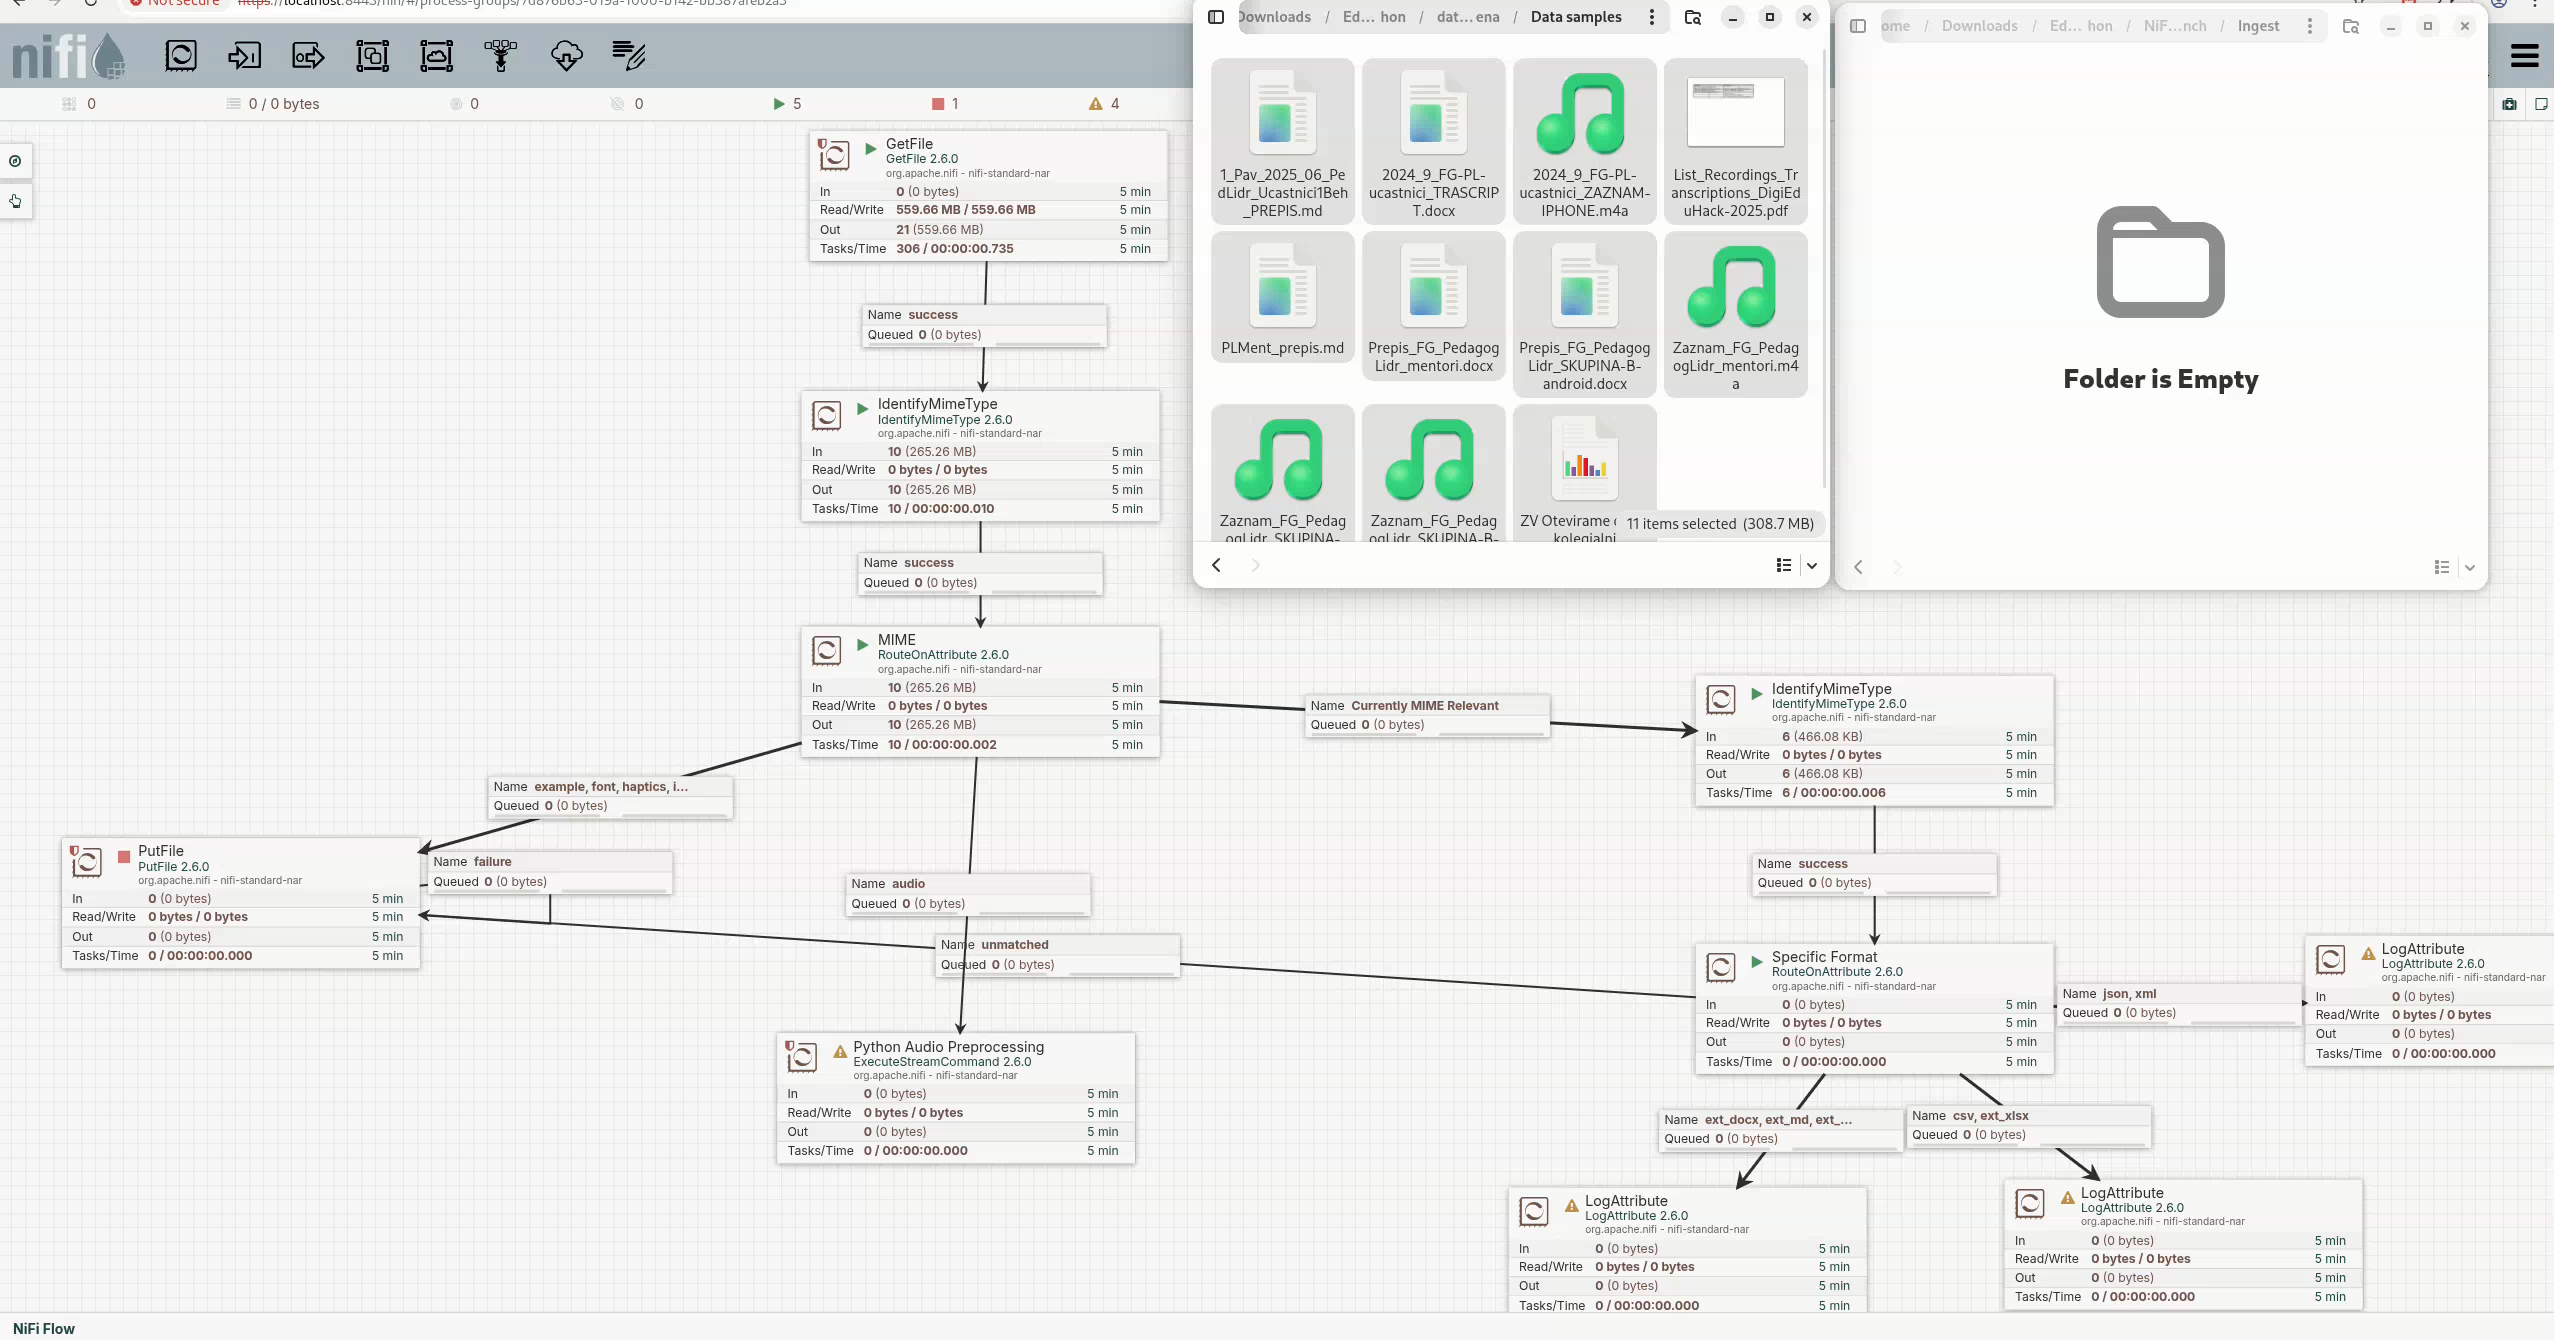 Not secure https://localhost:8443/nifi/#/process-groups/
nifi
0
0 / 0 bytes
0
0
5
1
4
GetFile
GetFile 2.6.0
org.apache.nifi - nifi-standard-nar
In 0 (0 bytes) 5 min
Read/Write 559.66 MB / 559.66 MB 5 min
Out 21 (559.66 MB) 5 min
Tasks/Time 306 / 00:00:00.735 5 min
Name success
Queued 0 (0 bytes)
IdentifyMimeType
IdentifyMimeType 2.6.0
org.apache.nifi - nifi-standard-nar
In 10 (265.26 MB) 5 min
Read/Write 0 bytes / 0 bytes 5 min
Out 10 (265.26 MB) 5 min
Tasks/Time 10 / 00:00:00.010 5 min
Name success
Queued 0 (0 bytes)
MIME
RouteOnAttribute 2.6.0
org.apache.nifi - nifi-standard-nar
In 10 (265.26 MB) 5 min
Read/Write 0 bytes / 0 bytes 5 min
Out 10 (265.26 MB) 5 min
Tasks/Time 10 / 00:00:00.002 5 min
Name Currently MIME Relevant
Queued 0 (0 bytes)
Name example, font, haptics, i...
Queued 0 (0 bytes)
PutFile
PutFile 2.6.0
org.apache.nifi - nifi-standard-nar
In 0 (0 bytes) 5 min
Read/Write 0 bytes / 0 bytes 5 min
Out 0 (0 bytes) 5 min
Tasks/Time 0 / 00:00:00.000 5 min
Name failure
Queued 0 (0 bytes)
Name audio
Queued 0 (0 bytes)
Name unmatched
Queued 0 (0 bytes)
Python Audio Preprocessing
ExecuteStreamCommand 2.6.0
org.apache.nifi - nifi-standard-nar
In 0 (0 bytes) 5 min
Read/Write 0 bytes / 0 bytes 5 min
Out 0 (0 bytes) 5 min
Tasks/Time 0 / 00:00:00.000 5 min
IdentifyMimeType
IdentifyMimeType 2.6.0
org.apache.nifi - nifi-standard-nar
In 6 (466.08 KB) 5 min
Read/Write 0 bytes / 0 bytes 5 min
Out 6 (466.08 KB) 5 min
Tasks/Time 6 / 00:00:00.006 5 min
Name success
Queued 0 (0 bytes)
Specific Format
RouteOnAttribute 2.6.0
org.apache.nifi - nifi-standard-nar
In 0 (0 bytes) 5 min
Read/Write 0 bytes / 0 bytes 5 min
Out 0 (0 bytes) 5 min
Tasks/Time 0 / 00:00:00.000 5 min
Name json, xml
Queued 0 (0 bytes)
LogAttribute
LogAttribute 2.6.0
org.apache.nifi - nifi-standard-nar
In 0 (0 bytes)
Read/Write 0 bytes / 0 bytes
Out 0 (0 bytes)
Tasks/Time 0 / 00:00:00.000
Name ext_docx, ext_md, ext_...
Queued 0 (0 bytes)
Name csv, ext_xlsx
Queued 0 (0 bytes)
LogAttribute
LogAttribute 2.6.0
org.apache.nifi - nifi-standard-nar
In 0 (0 bytes) 5 min
Read/Write 0 bytes / 0 bytes 5 min
Out 0 (0 bytes) 5 min
Tasks/Time 0 / 00:00:00.000 5 min
LogAttribute
LogAttribute 2.6.0
org.apache.nifi - nifi-standard-nar
In 0 (0 bytes) 5 min
Read/Write 0 bytes / 0 bytes 5 min
Out 0 (0 bytes) 5 min
Tasks/Time 0 / 00:00:00.000 5 min
NiFi Flow
Downloads / Ed... hon / dat...ena / Data samples
1_Pav_2025_06_Pe
dLidr_Ucastnici1Beh
_PREPIS.md
2024_9_FG-PL-
ucastnici_TRASCRIP
T.docx
2024_9_FG-PL-
ucastnici_ZAZNAM-
IPHONE.m4a
List_Recordings_Tr
anscriptions_DigiEd
uHack-2025.pdf
PLMent_prepis.md
Prepis_FG_Pedagog
Lidr_mentori.docx
Prepis_FG_Pedagog
Lidr_SKUPINA-B-
android.docx
Zaznam_FG_Pedag
ogLidr_mentori.m4
a
Zaznam_FG_Pedag
ogLidr_SKUPINA-
Zaznam_FG_Pedag
ogLidr_SKUPINA-B-
ZV Otevirame
kolegialni
11 items selected (308.7 MB)
ome / Downloads / Ed... hon / NiF...nch / Ingest
Folder is Empty